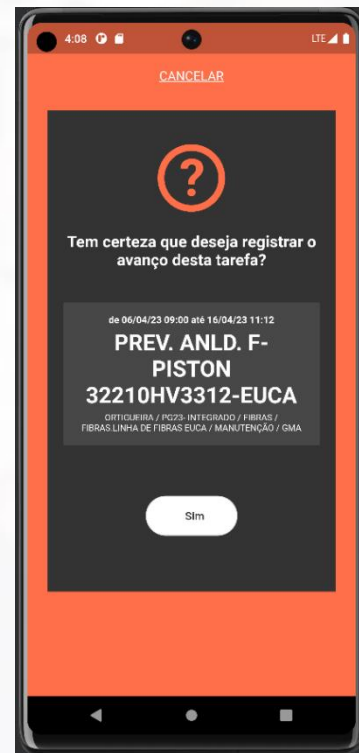 4:08
LTE
CANCELAR
?
Tem certeza que deseja registrar o
avanço desta tarefa?
de 06/04/23 09:00 até 16/04/23 11:12
PREV. ANLD. F-
PISTON
32210HV3312-EUCA
ORTIGUEIRA / PG23- INTEGRADO / FIBRAS /
FIBRAS.LINHA DE FIBRAS EUCA / MANUTENÇÃO / GMA
Sim